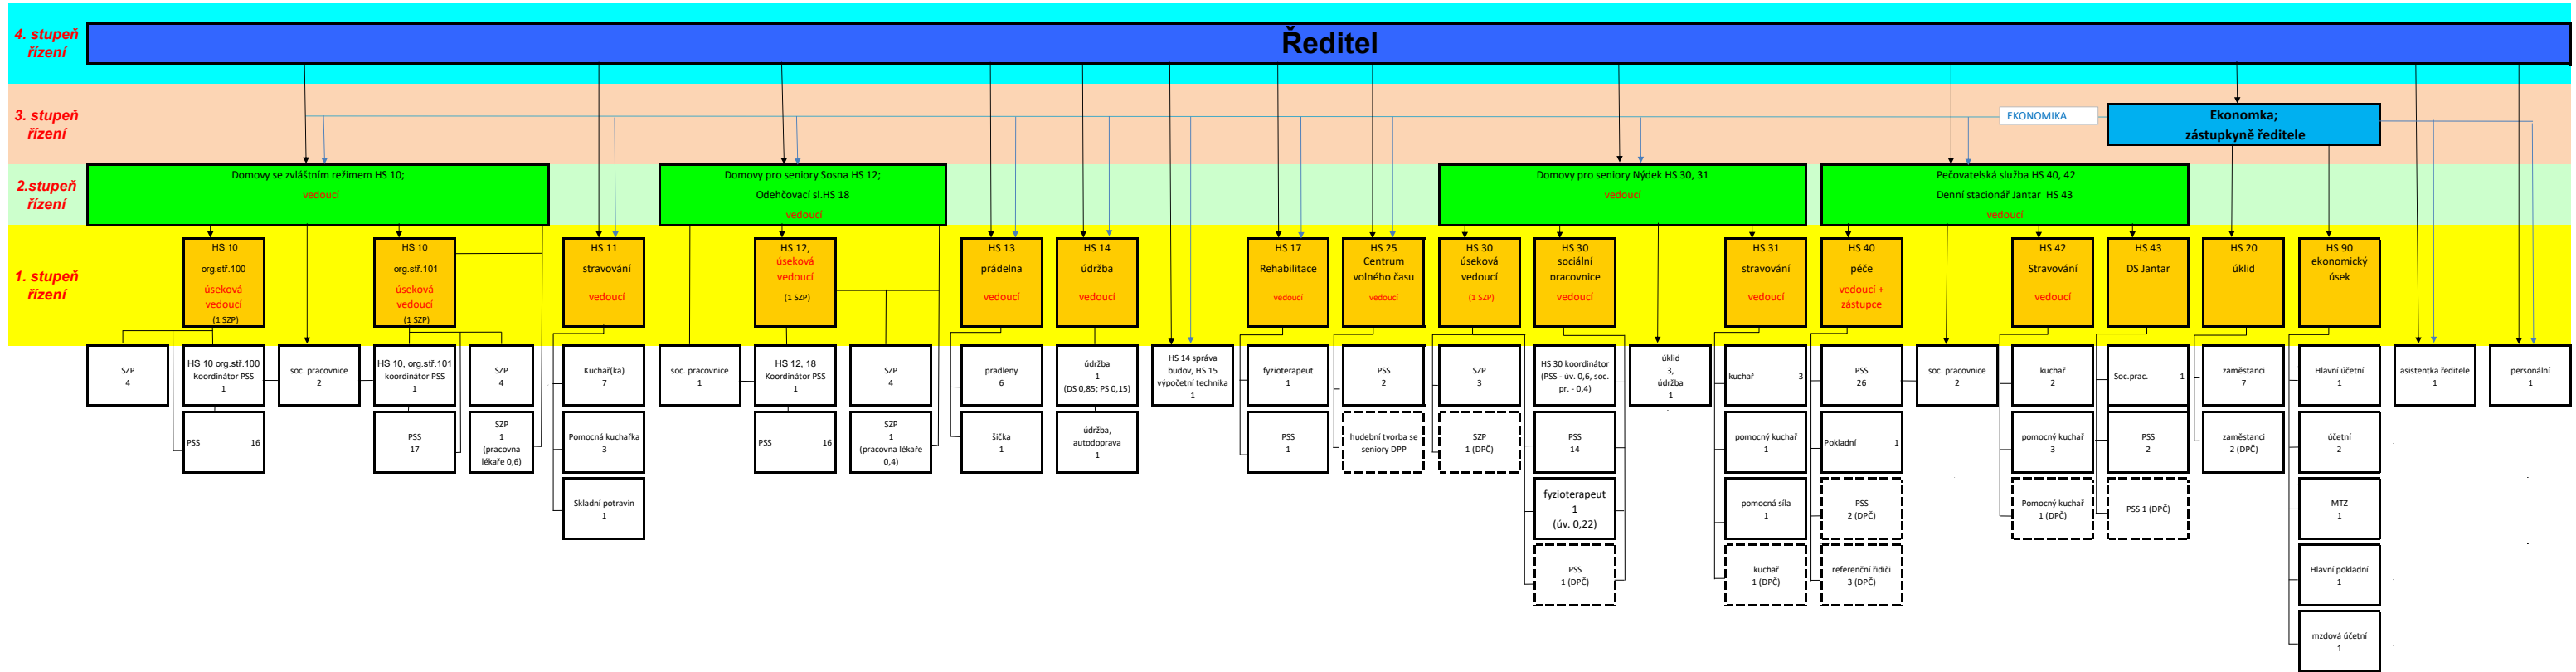 4. stupeň
řízení
Ředitel
3. stupeň
řízení
EKONOMIKA
Ekonomka;
zástupkyně ředitele
2.stupeň
řízení
Domovy se zvláštním režimem HS 10;
vedoucí
Domovy pro seniory Sosna HS 12;
Odehčovací sl.HS 18
vedoucí
Domovy pro seniory Nýdek HS 30, 31
vedoucí
Pečovatelská služba HS 40, 42
Denní stacionář Jantar HS 43
vedoucí
1. stupeň
řízení
HS 10
org.stř.100
úseková
vedoucí
(1 SZP)
HS 10
org.stř.101
úseková
vedoucí
(1 SZP)
HS 11
stravování
vedoucí
HS 12,
úseková
vedoucí
(1 SZP)
HS 13
prádelna
vedoucí
HS 14
údržba
vedoucí
HS 17
Rehabilitace
vedoucí
HS 25
Centrum
volného času
vedoucí
HS 30
úseková
vedoucí
(1 SZP)
HS 30
sociální
pracovnice
vedoucí
HS 31
stravování
vedoucí
HS 40
péče
vedoucí +
zástupce
HS 42
Stravování
vedoucí
HS 43
DS Jantar
HS 20
úklid
HS 90
ekonomický
úsek
SZP
4
HS 10 org.stř.100
Koordinátor PSS
1
soc. pracovnice
2
HS 10, org.stř.101
koordinátor PSS
1
SZP
4
Kuchař(ka)
7
soc. pracovnice
1
HS 12, 18
Koordinátor PSS
1
SZP
4
pradleny
6
údržba
1
(DS 0,85; PS 0,15)
HS 14 správa
budov, HS 15
výpočetní technika
1
fyzioterapeut
1
PSS
2
SZP
3
HS 30 koordinátor
(PSS - úv. 0,6, soc.
pr. - 0,4)
úklid
3,
údržba
1
kuchař 3
PSS
26
soc. pracovnice
2
kuchař
2
Soc.prac. 1
zaměstanci
7
Hlavní účetní
1
asistentka ředitele
1
personální
1
PSS 16
PSS
17
SZP
1
(pracovna
lékaře 0,6)
Pomocná kuchařka
3
PSS 16
SZP
1
(pracovna lékaře
0,4)
šička
1
údržba,
autodoprava
1
PSS
1
hudební tvorba se
seniory DPP
SZP
1 (DPČ)
PSS
14
pomocný kuchař
1
Pokladní 1
pomocný kuchař
3
PSS
2
zaměstanci
2 (DPČ)
účetní
2
Skladní potravin
1
fyzioterapeut
1
(úv. 0,22)
pomocná síla
1
PSS
2 (DPČ)
Pomocný kuchař
1 (DPČ)
PSS 1 (DPČ)
MTZ
1
PSS
1 (DPČ)
kuchař
1 (DPČ)
referenční řidiči
3 (DPČ)
Hlavní pokladní
1
mzdová účetní
1